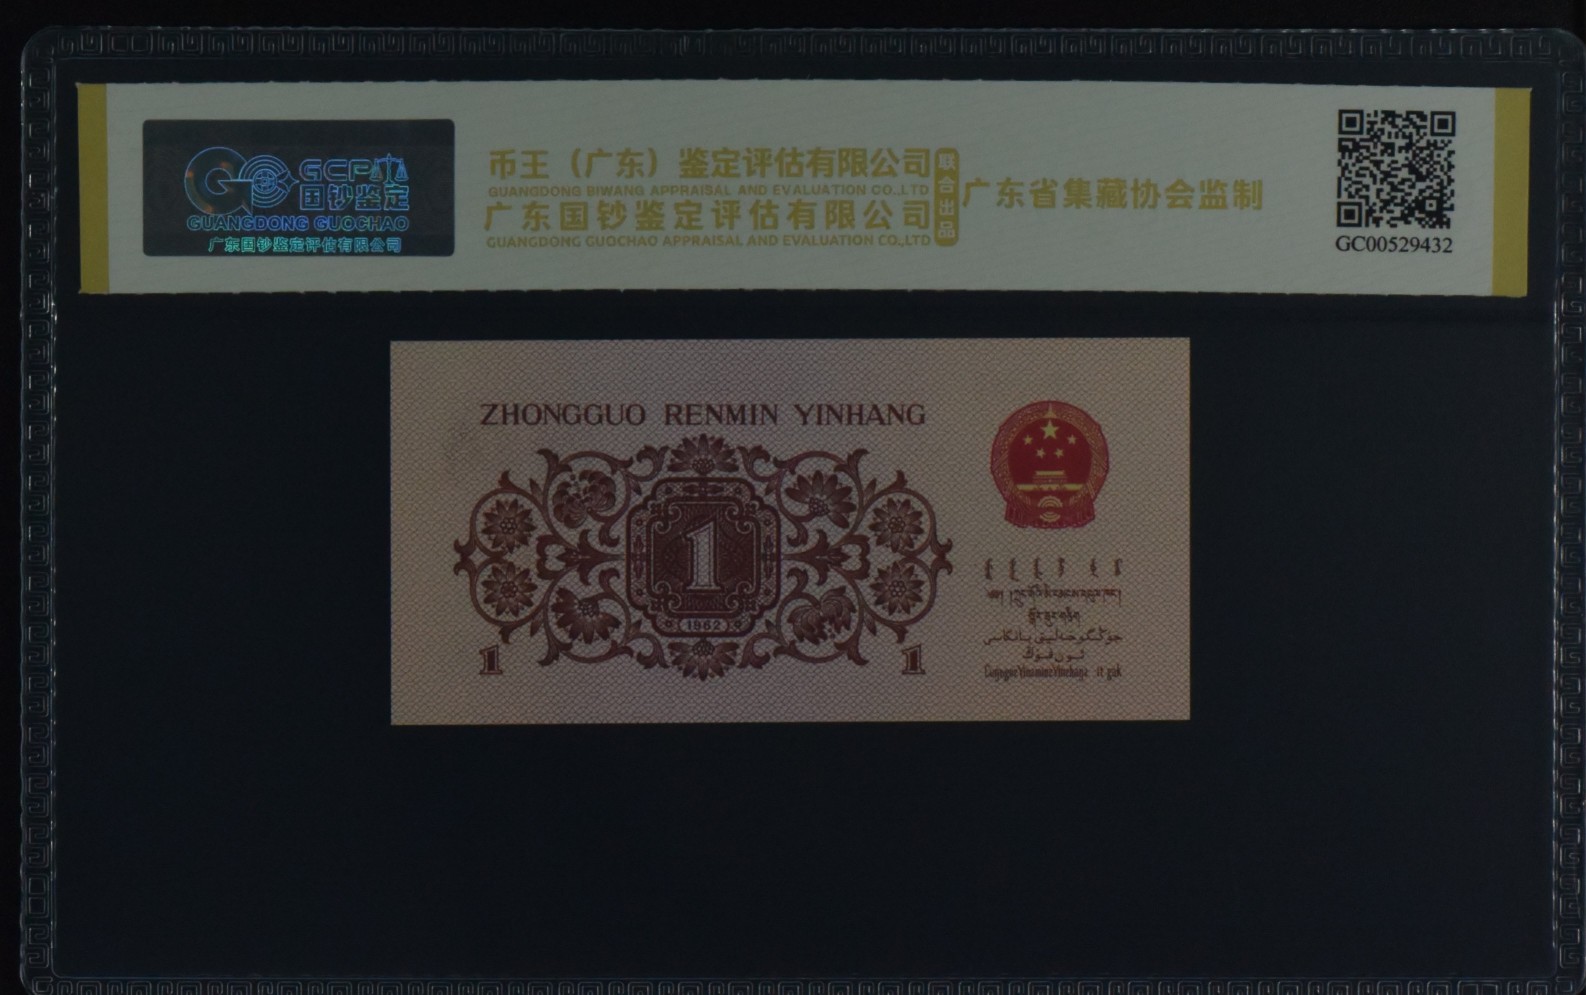 GCP
国钞鉴定
GUANGDONG GUOCHAO
广东国钞鉴定评估有限公司
币王（广东）鉴定评估有限公司
GUANGDONG BIWANG APPRAISAL AND EVALUATION CO.,LTD
广东国钞鉴定评估有限公司
GUANGDONG GUOCHAO APPRAISAL AND EVALUATION CO.,LTD
联合出品
广东省集藏协会监制
GC00529432
ZHONGGUO RENMIN YINHANG
1
1962
1
1